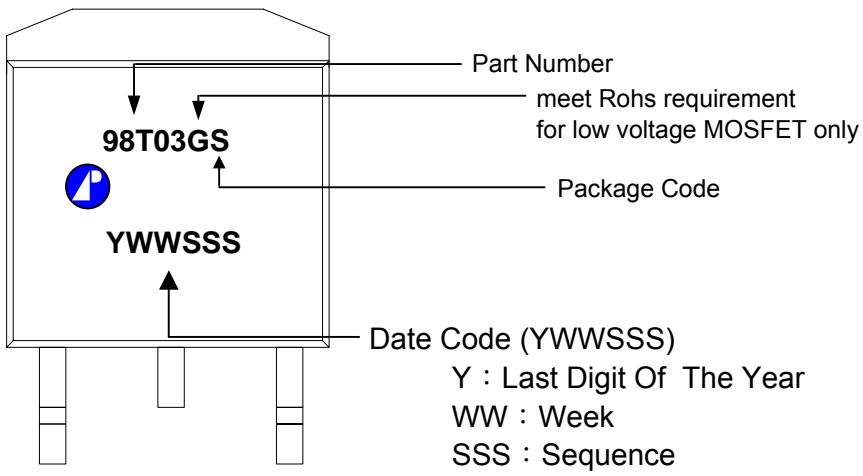 Part Number
meet Rohs requirement
for low voltage MOSFET only
98T03GS
Package Code
YWWSSS
Date Code (YWWSSS)
Y：Last Digit Of The Year
WW：Week
SSS：Sequence